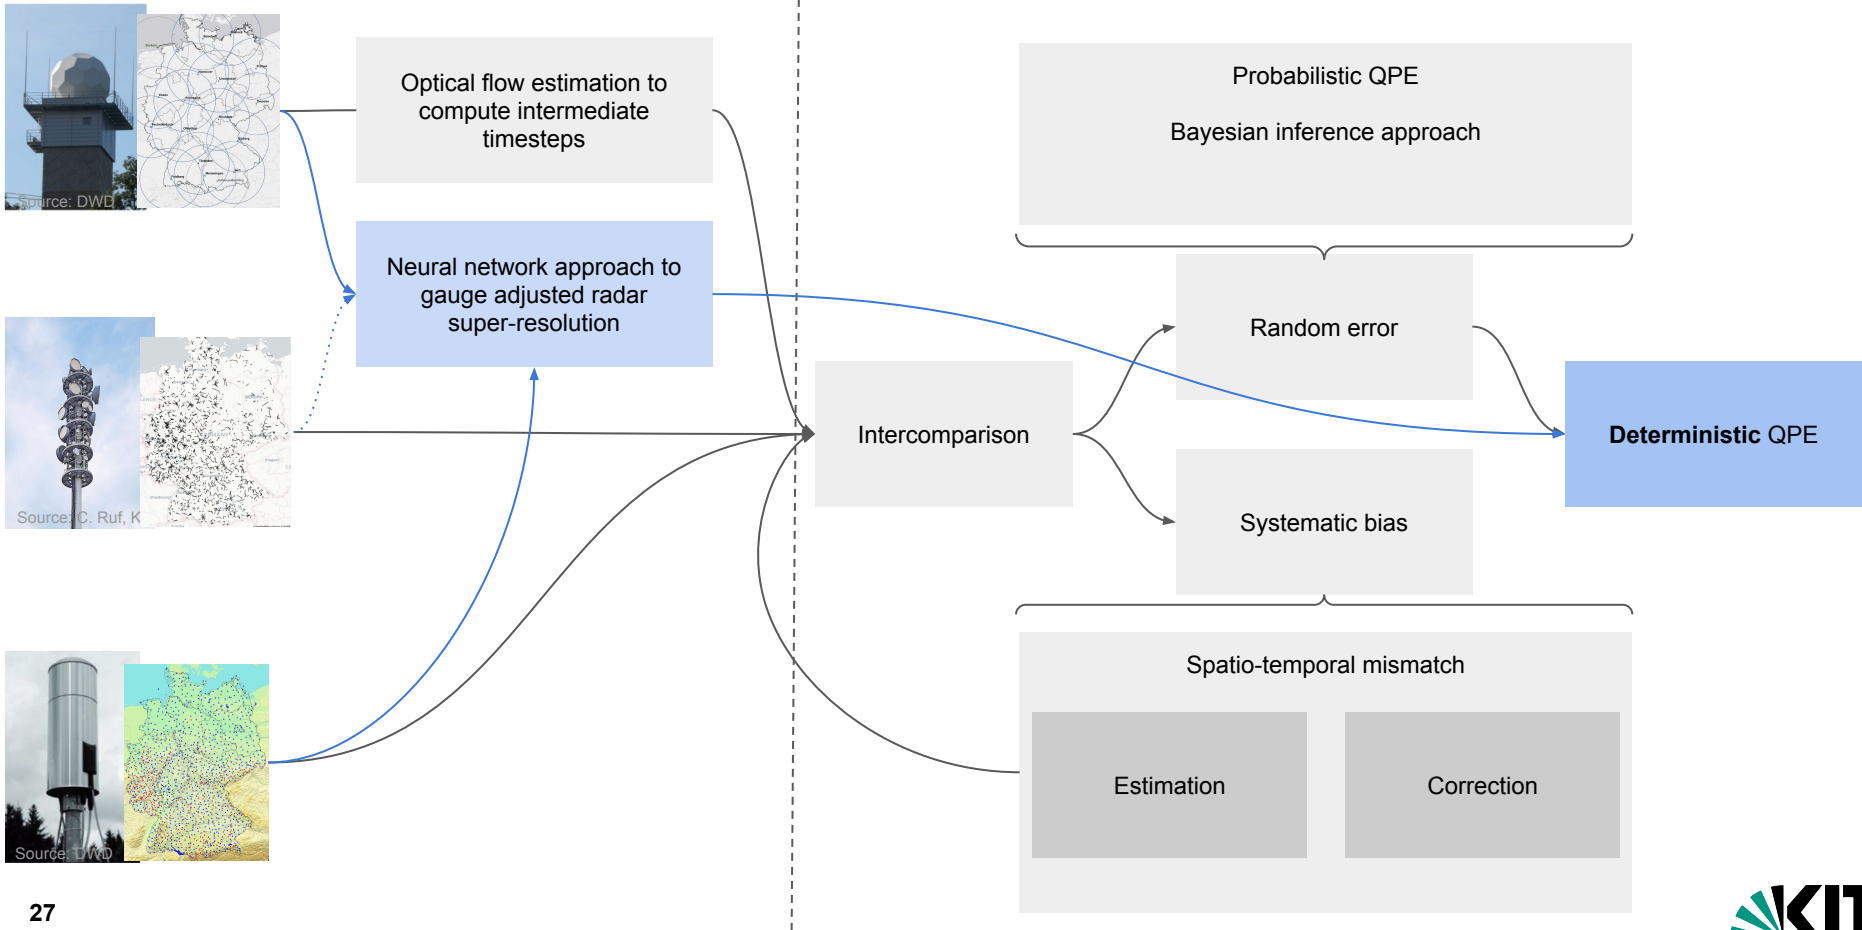 Source: DWD
Optical flow estimation to
compute intermediate
timesteps
Probabilistic QPE
Bayesian inference approach
Neural network approach to
gauge adjusted radar
super-resolution
Random error
Source: C. Ruf, K
Intercomparison
Deterministic QPE
Systematic bias
Spatio-temporal mismatch
Estimation
Correction
Source: DWD
27
KIT